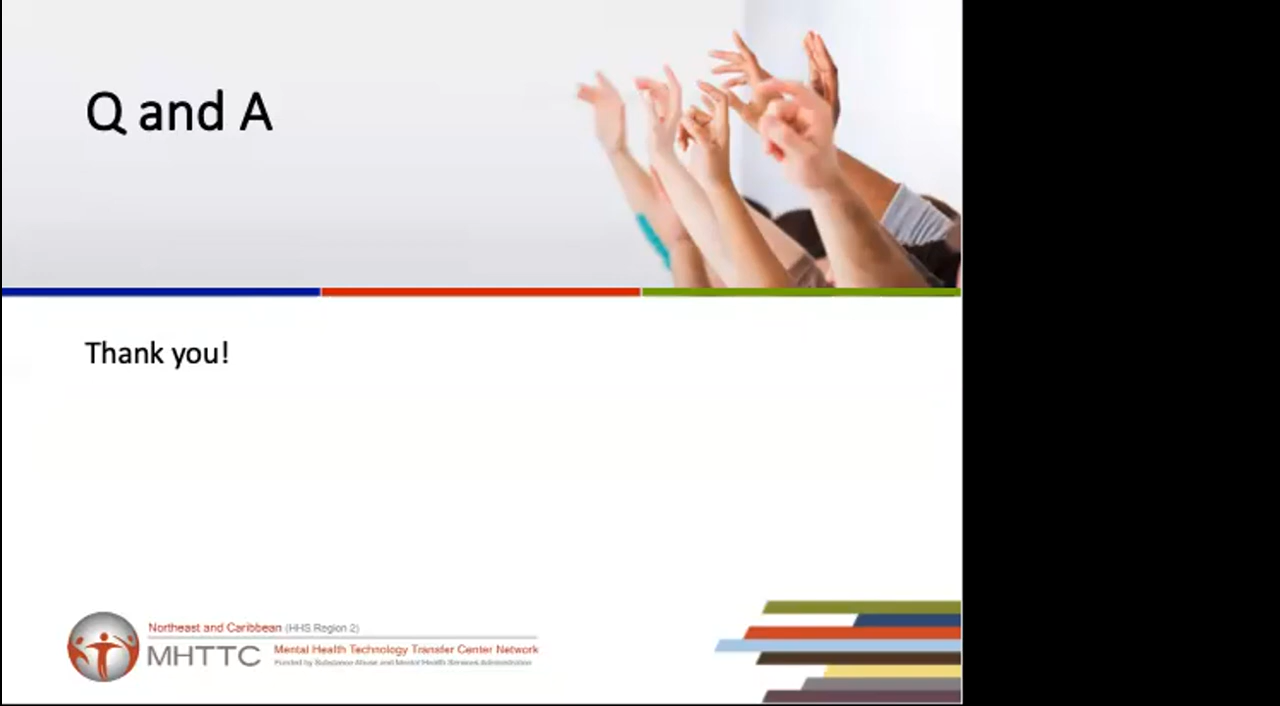 Q and A
Thank you!
Northeast and Caribbean (HHS Region 2)
MHTTC
Mental Health Technology Transfer Center Network
Funded by Substance Abuse and Mental Health Services Administration